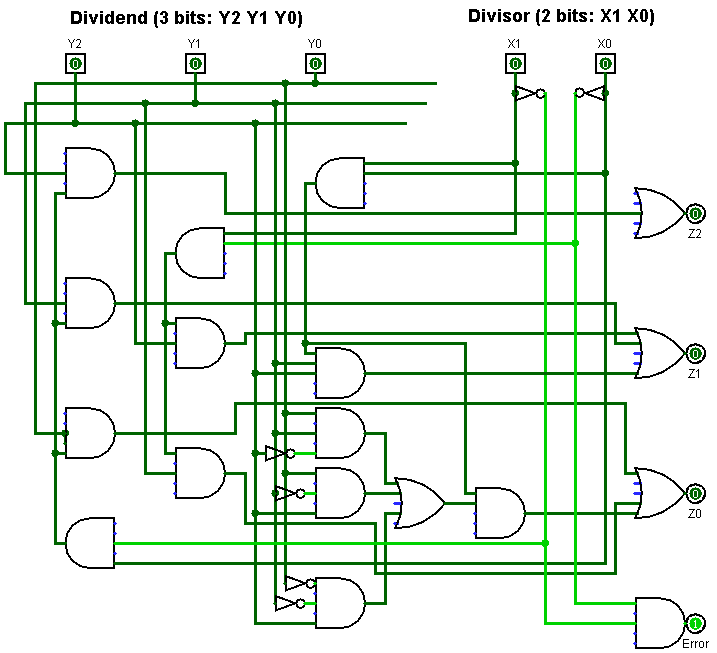 Dividend (3 bits: Y2 Y1 Y0) Divisor (2 bits: X1 X0)
Y2 Y1 Y0 X1 X0
0 0 0 0 0
0
Z2
0
Z1
0
Z0
1
Error